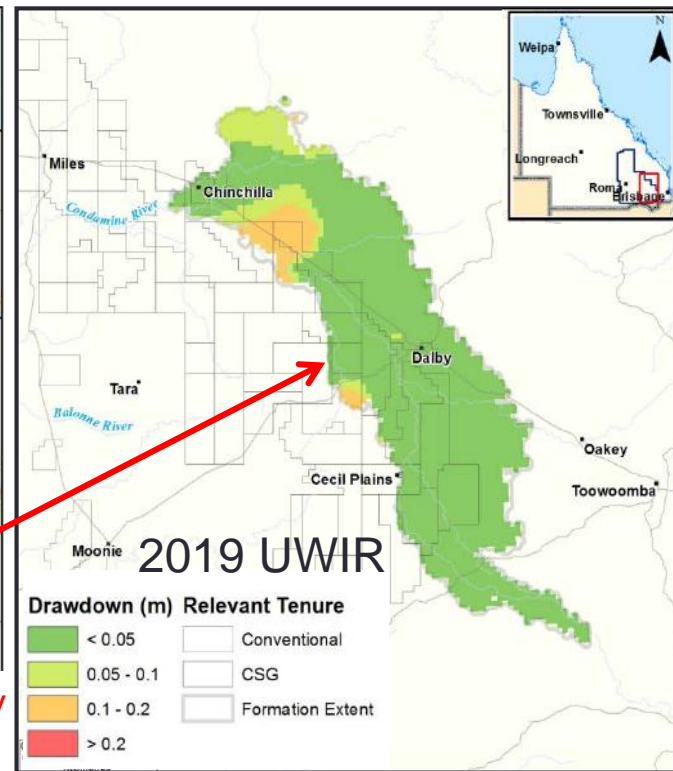 N
Weipa
Townsville
Longreach
Roma
Brisbane
Miles
Chinchilla
Condamine River
Dalby
Tara
Balonne River
Oakey
Cecil Plains
Toowoomba
Moonie
2019 UWIR
Drawdown (m) Relevant Tenure
< 0.05 Conventional
0.05 - 0.1 CSG
0.1 - 0.2 Formation Extent
> 0.2